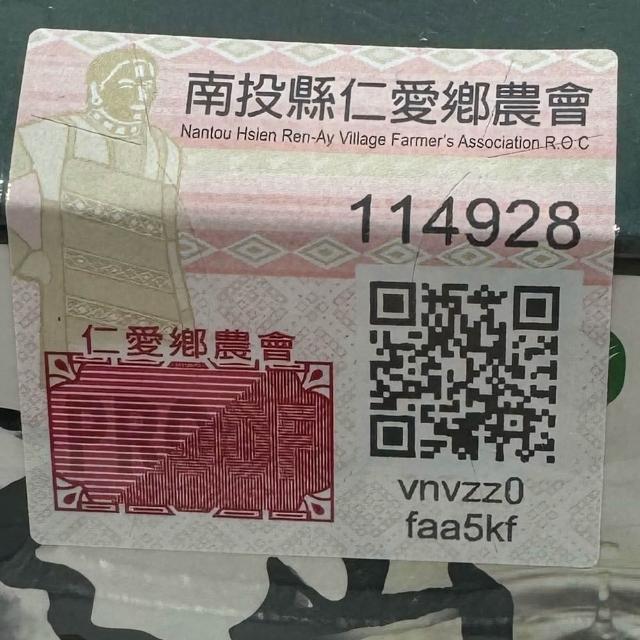 南投縣仁愛鄉農會
Nantou Hsien Ren-Ay Village Farmer's Association R.O.C
114928
仁愛鄉農會
vnvzz0
faa5kf